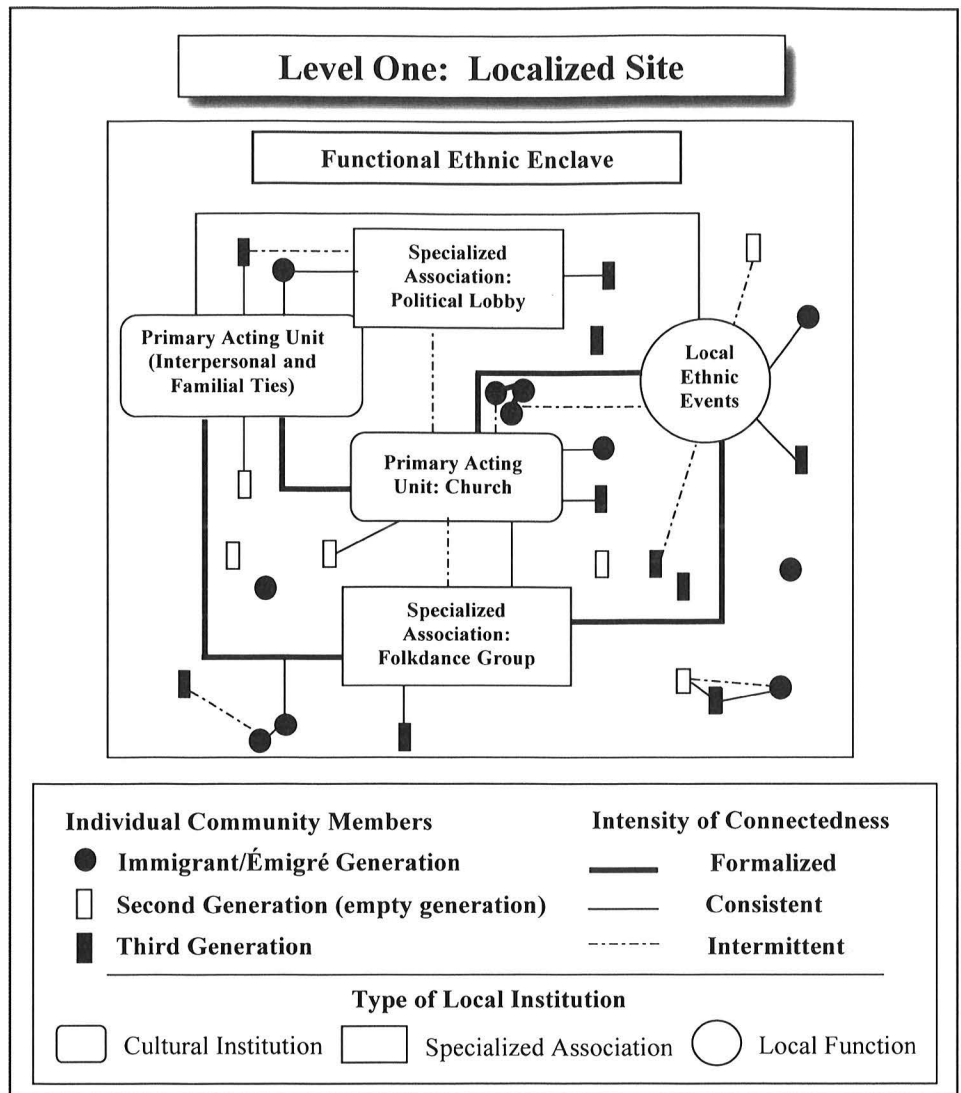 Level One: Localized Site
Functional Ethnic Enclave
Specialized
Association:
Political Lobby
Primary Acting Unit
(Interpersonal and
Familial Ties)
Local
Ethnic
Events
Primary Acting
Unit: Church
Specialized
Association:
Folkdance Group
Individual Community Members
Immigrant/Émigré Generation
Second Generation (empty generation)
Third Generation
Intensity of Connectedness
Formalized
Consistent
Intermittent
Type of Local Institution
Cultural Institution
Specialized Association
Local Function